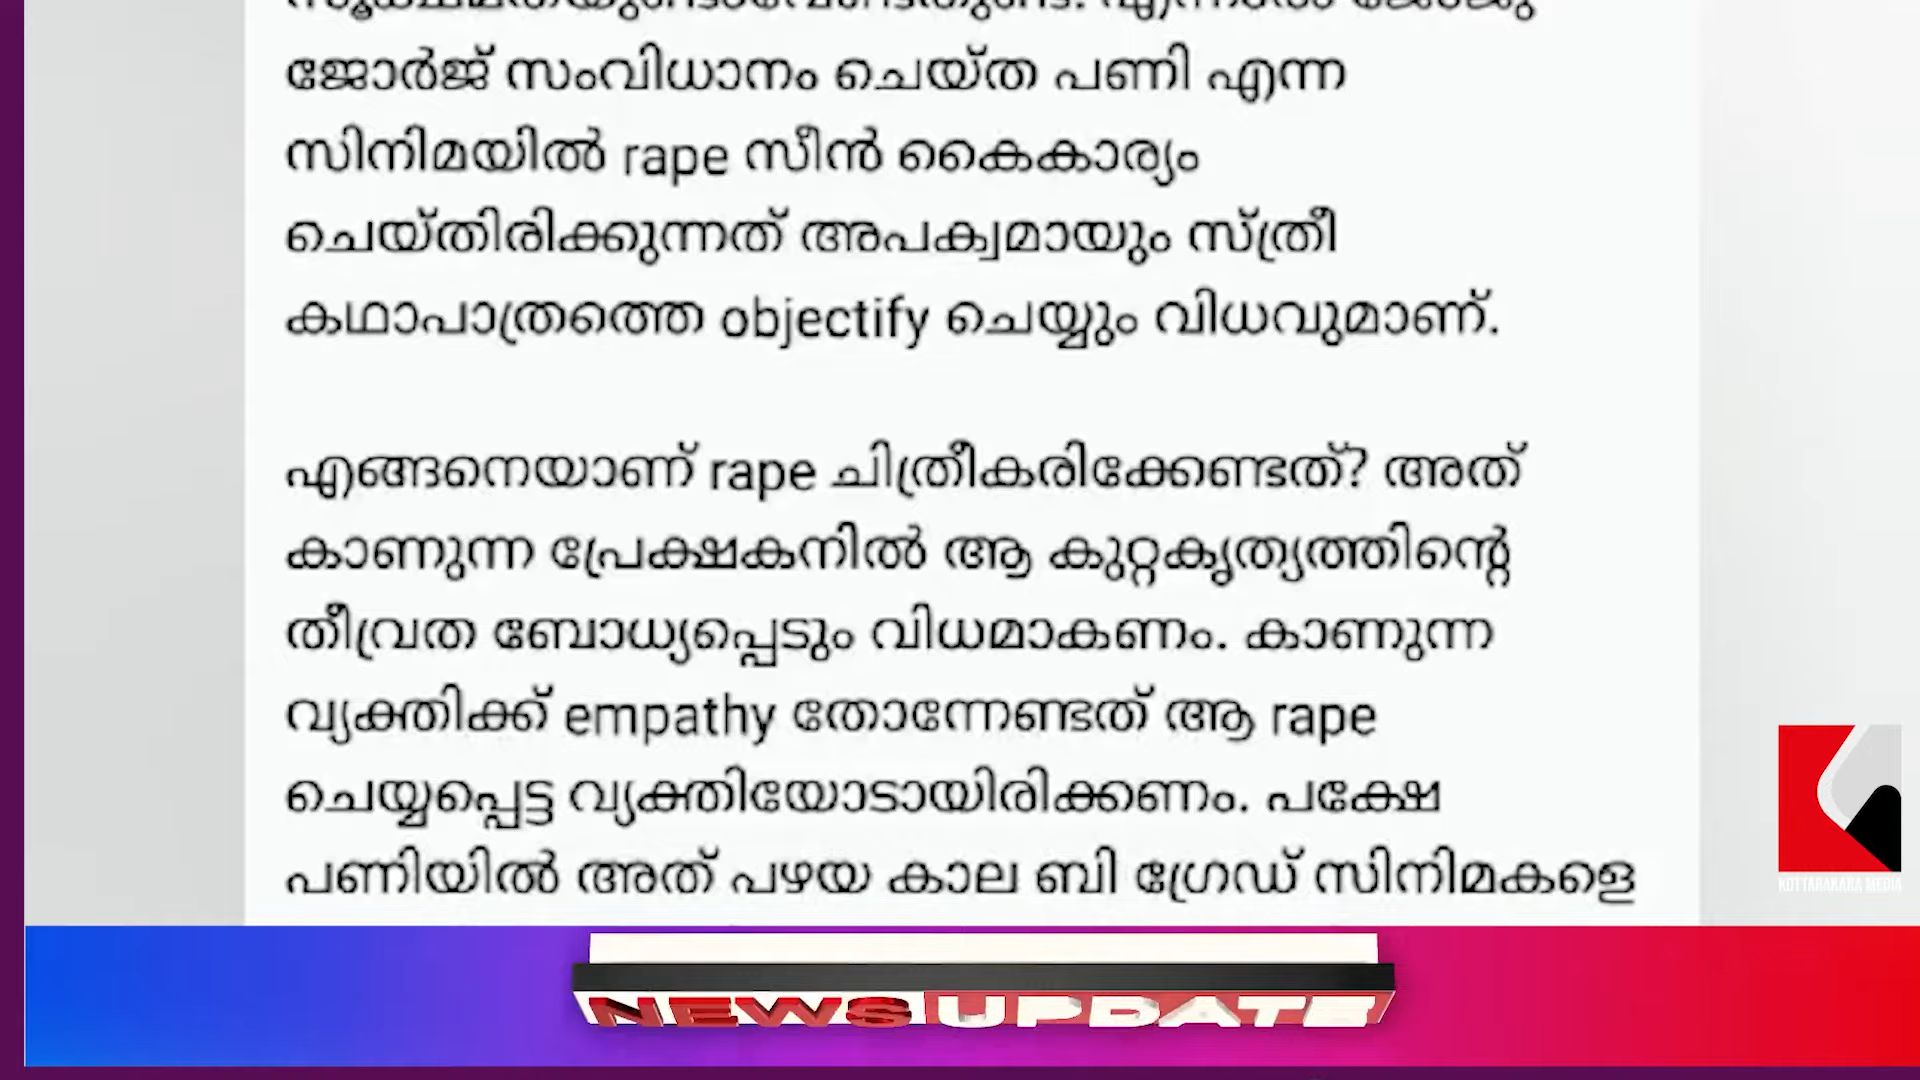 ജോർജ് സംവിധാനം ചെയ്ത പണി എന്ന
സിനിമയിൽ rape സീൻ കൈകാര്യം
ചെയ്തിരിക്കുന്നത് അപക്വമായും സ്ത്രീ
കഥാപാത്രത്തെ objectify ചെയ്യും വിധവുമാണ്.
എങ്ങനെയാണ് rape ചിത്രീകരിക്കേണ്ടത്? അത്
കാണുന്ന പ്രേക്ഷകനിൽ ആ കുറ്റകൃത്യത്തിന്റെ
തീവ്രത ബോധ്യപ്പെടും വിധമാകണം. കാണുന്ന
വ്യക്തിക്ക് empathy തോന്നേണ്ടത് ആ rape
ചെയ്യപ്പെട്ട വ്യക്തിയോടായിരിക്കണം. പക്ഷേ
പണിയിൽ അത് പഴയ കാല ബി ഗ്രേഡ് സിനിമകളെ
KOTTARAKARA MEDIA
NEWS UPDATE